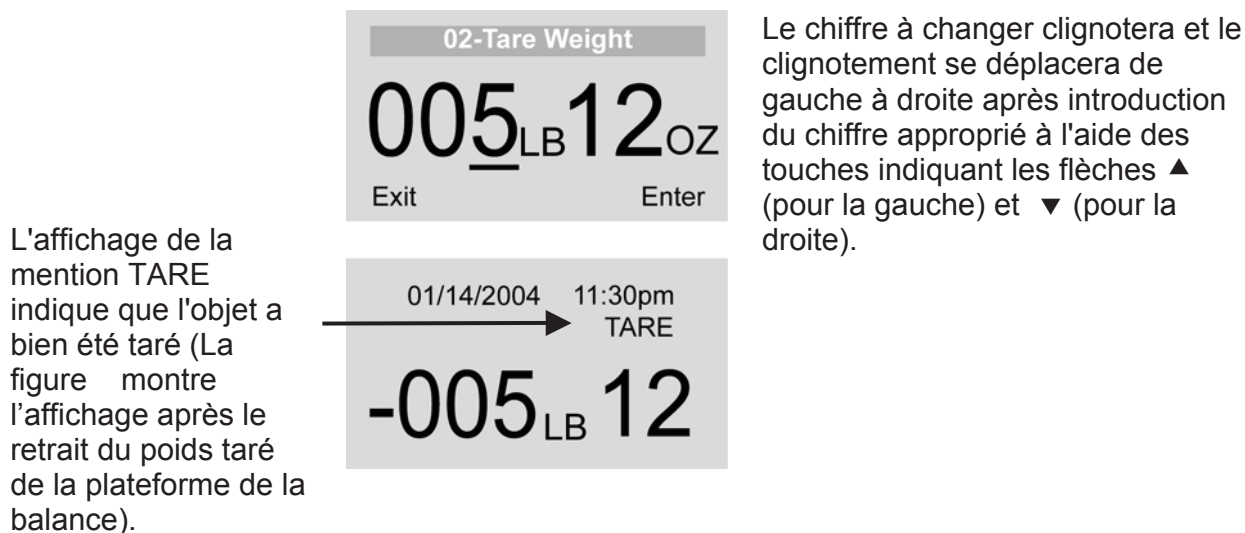 02-Tare Weight
005LB12OZ
Exit Enter
Le chiffre à changer clignotera et le
clignotement se déplacera de
gauche à droite après introduction
du chiffre approprié à l'aide des
touches indiquant les flèches ▲
(pour la gauche) et ▼ (pour la
droite).
L'affichage de la
mention TARE
indique que l'objet a
bien été taré (La
figure montre
l’affichage après le
retrait du poids taré
de la plateforme de la
balance).
01/14/2004 11:30pm
TARE
-005LB 12